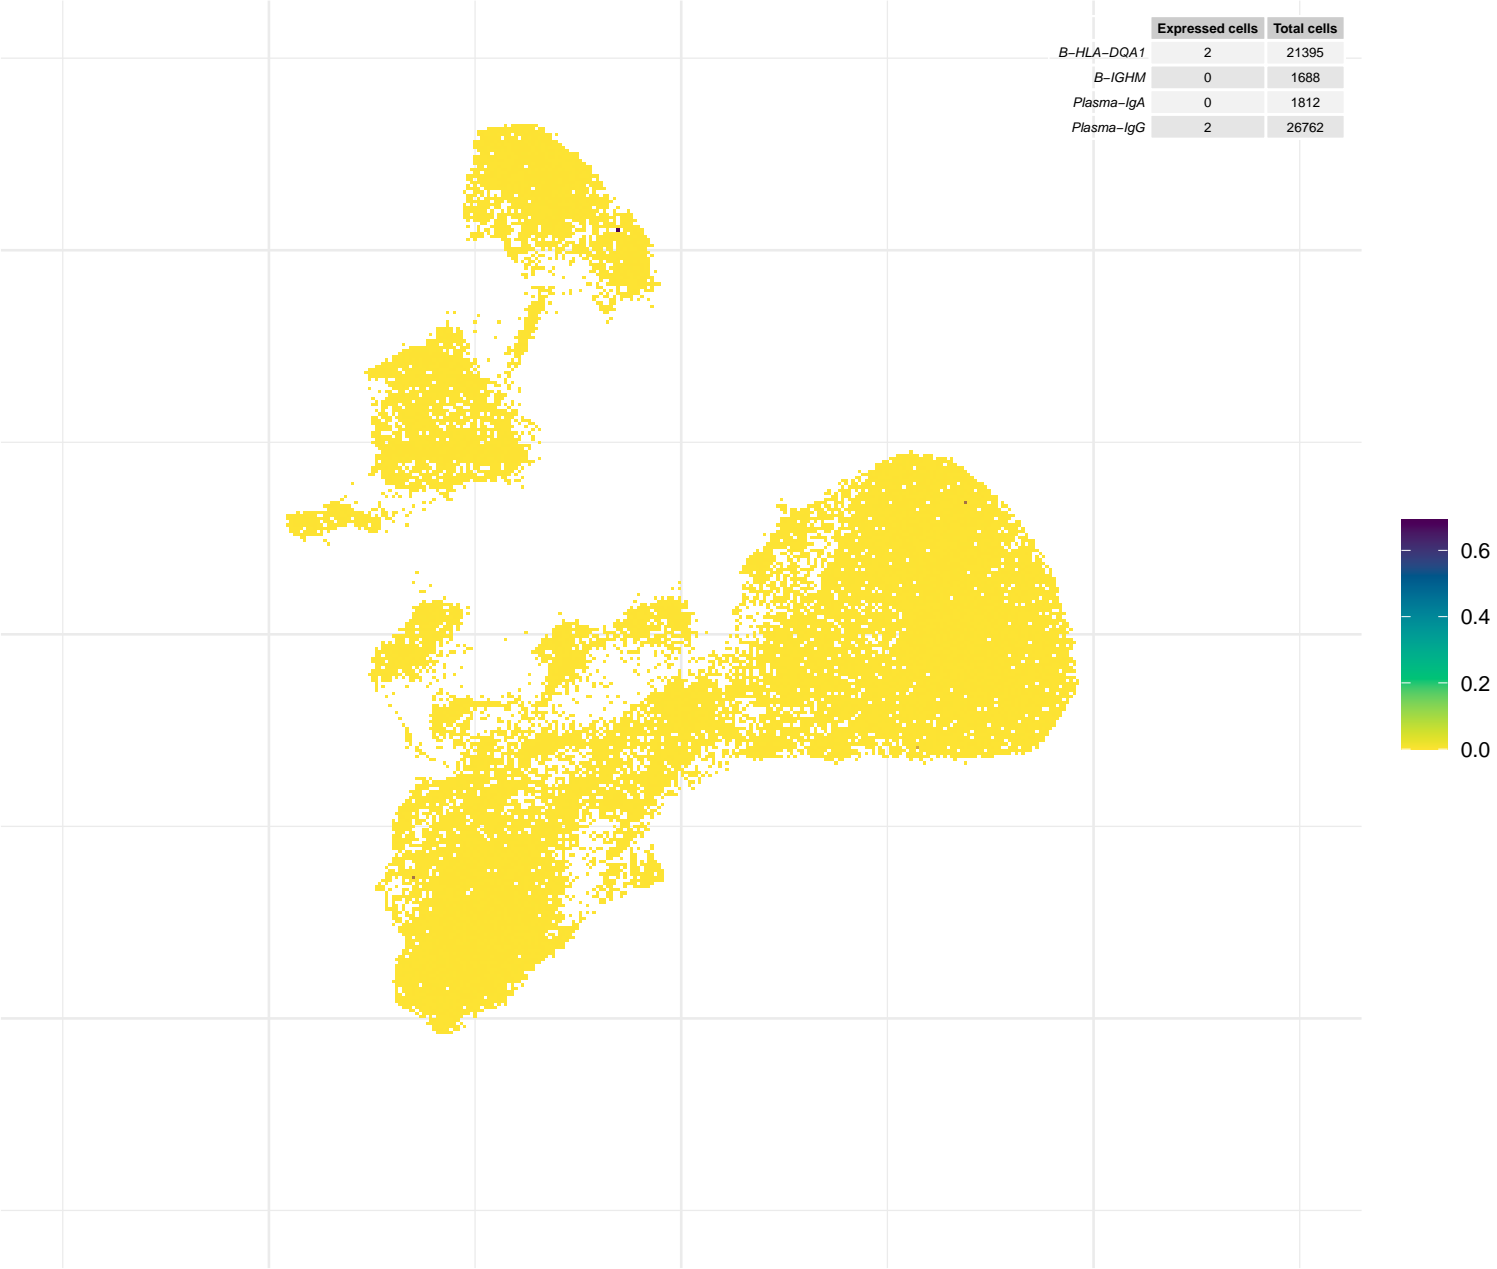 Expressed cells Total cells
B−HLA−DQA1 2 21395
B−IGHM 0 1688
Plasma−IgA 0 1812
Plasma−IgG 2 26762
0.6
0.4
0.2
0.0